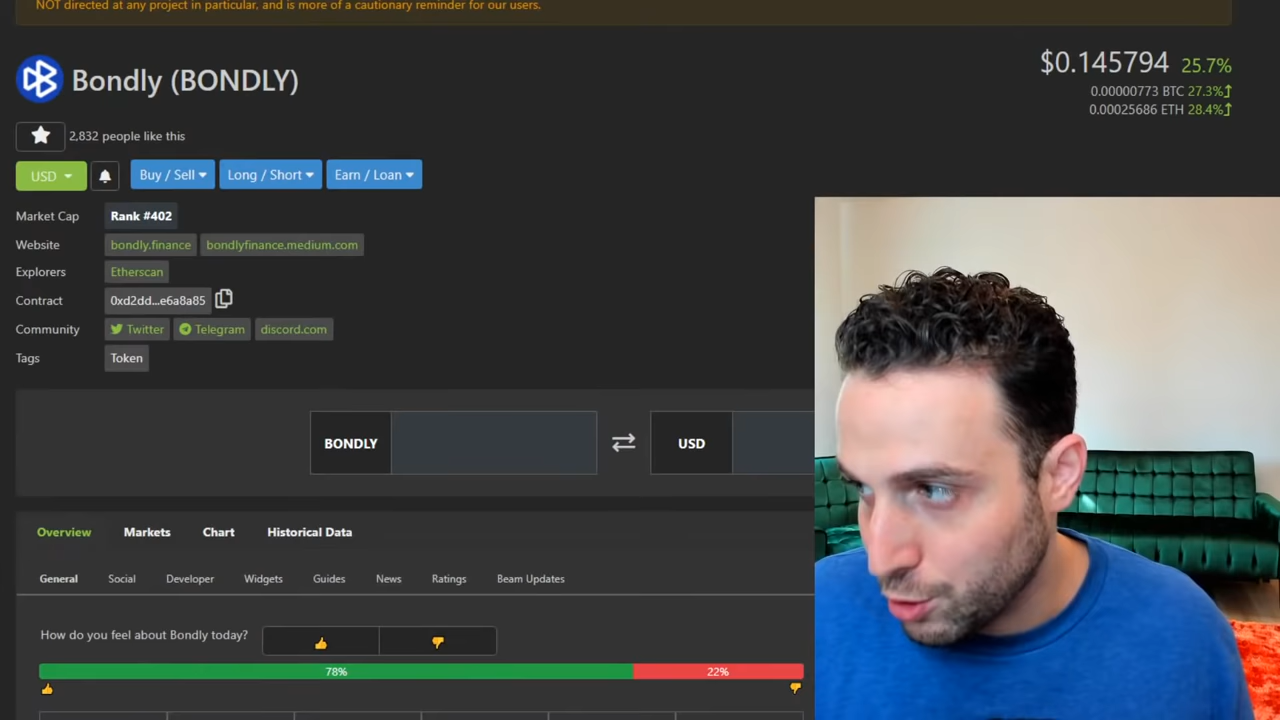 NOT directed at any project in particular, and is more of a cautionary reminder for our users.
Bondly (BONDLY)
$0.145794 25.7%
0.00000773 BTC 27.3%
0.00025686 ETH 28.4%
2,832 people like this
USD
Buy / Sell
Long / Short
Earn / Loan
Market Cap
Rank #402
Website
bondly.finance
bondlyfinance.medium.com
Explorers
Etherscan
Contract
0xd2dd...e6a8a85
Community
Twitter
Telegram
discord.com
Tags
Token
BONDLY
USD
Overview
Markets
Chart
Historical Data
General
Social
Developer
Widgets
Guides
News
Ratings
Beam Updates
How do you feel about Bondly today?
78%
22%